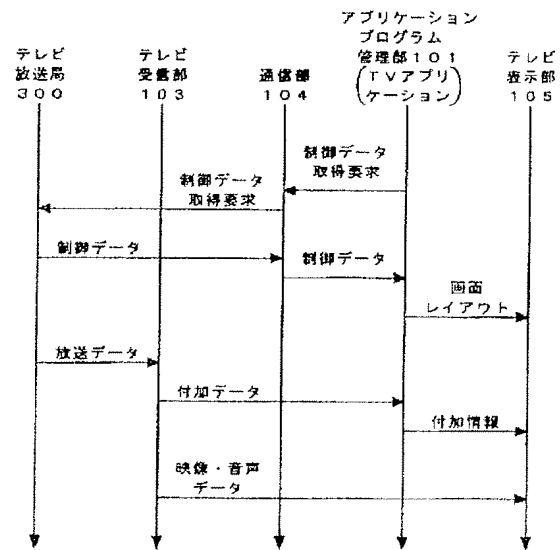 テレビ
放送局
300
テレビ
受信部
103
通信部
104
アプリケーション
プログラム
管理部101
(TVアプリ
ケーション)
テレビ
表示部
105
制御データ
取得要求
制御データ
取得要求
制御データ
制御データ
画面
レイアウト
放送データ
付加データ
付加情報
映像・音声
データ